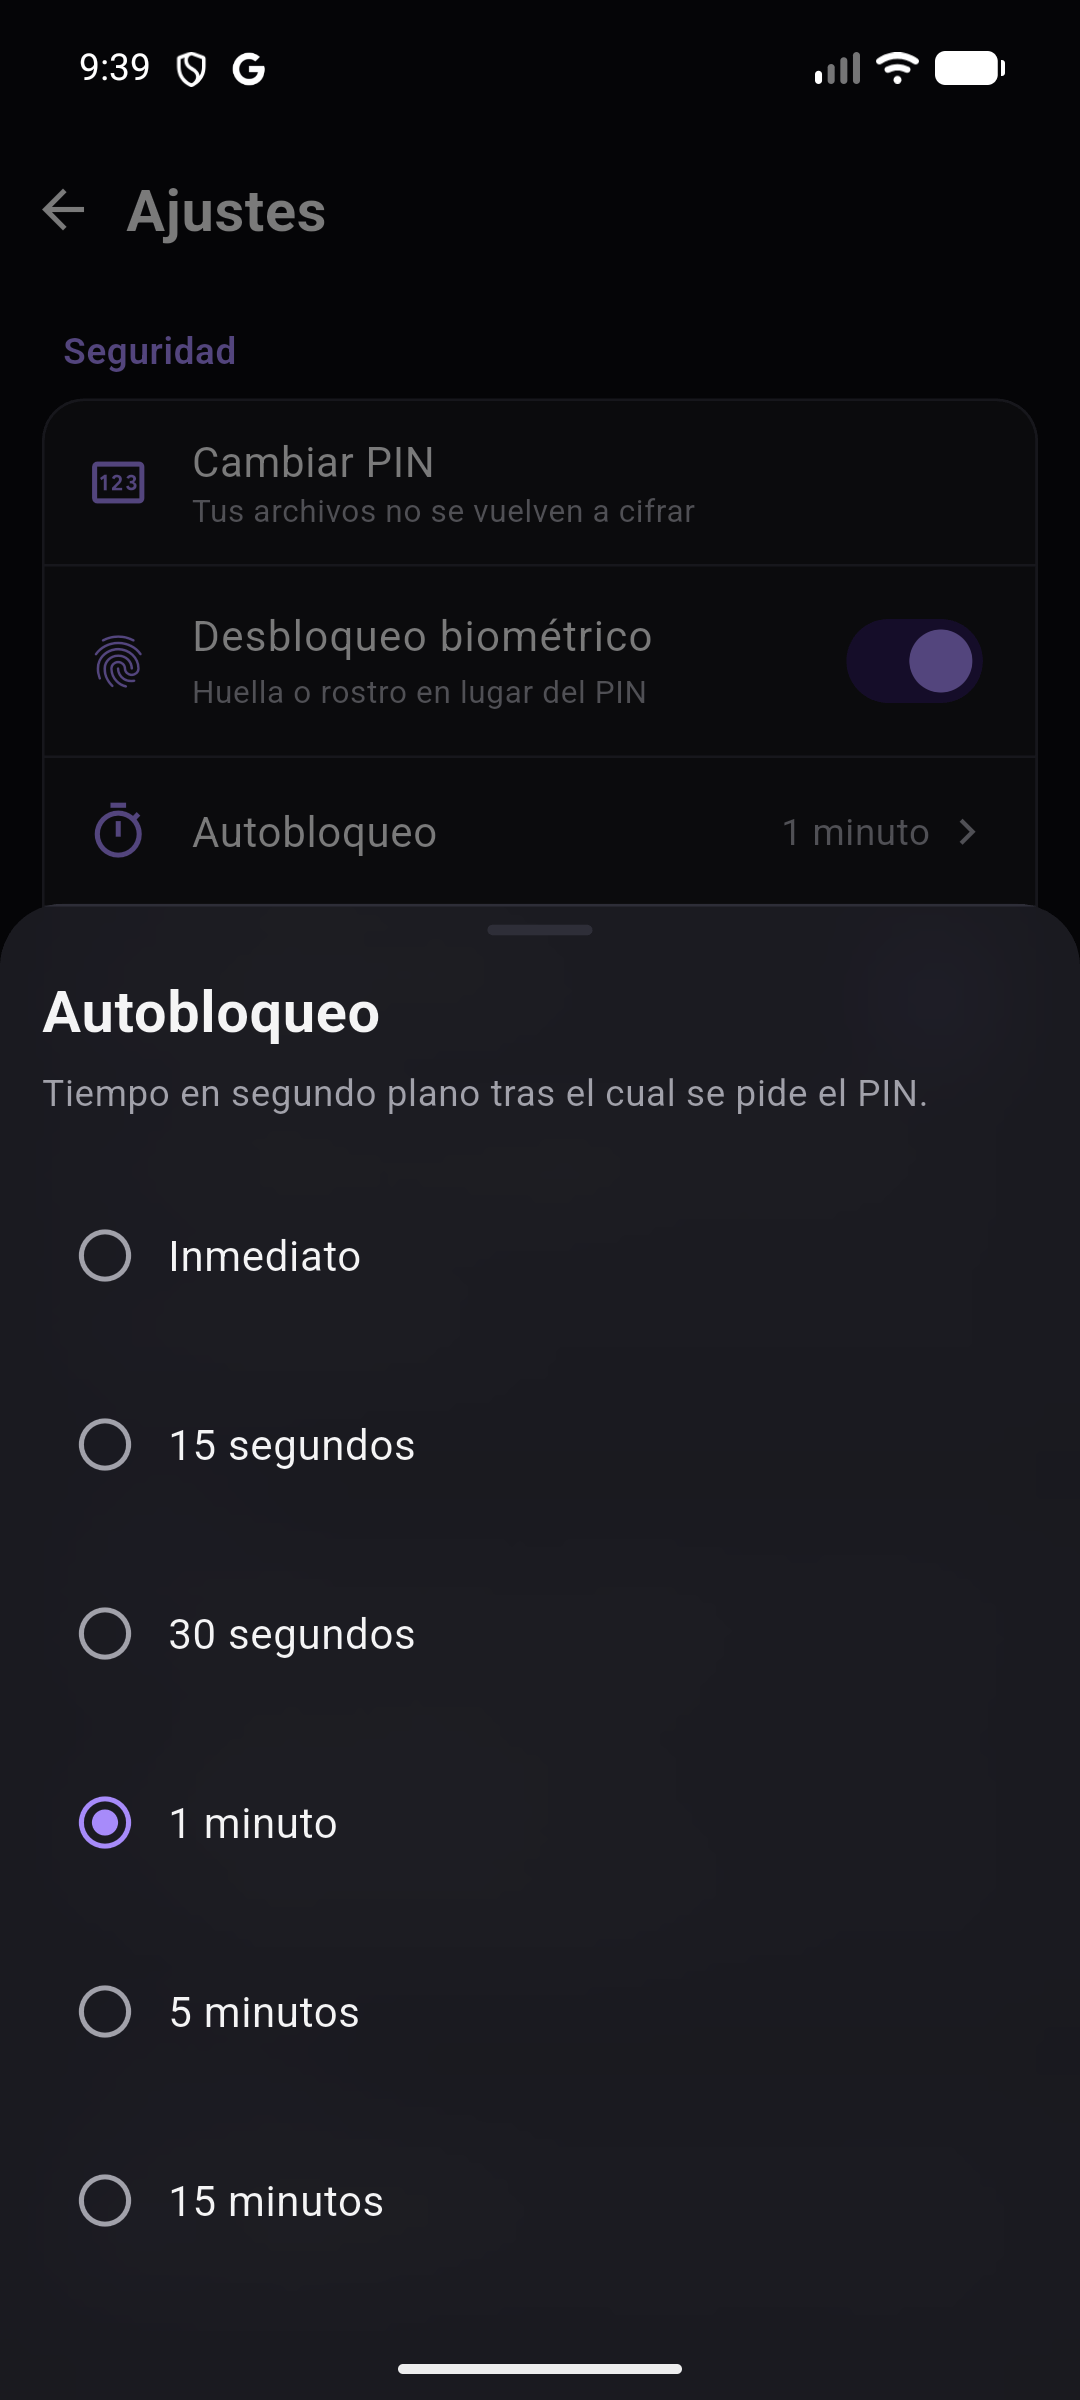 9:39
Ajustes
Seguridad
123
Cambiar PIN
Tus archivos no se vuelven a cifrar
Desbloqueo biométrico
Huella o rostro en lugar del PIN
Autobloqueo
1 minuto
Autobloqueo
Tiempo en segundo plano tras el cual se pide el PIN.
Inmediato
15 segundos
30 segundos
1 minuto
5 minutos
15 minutos